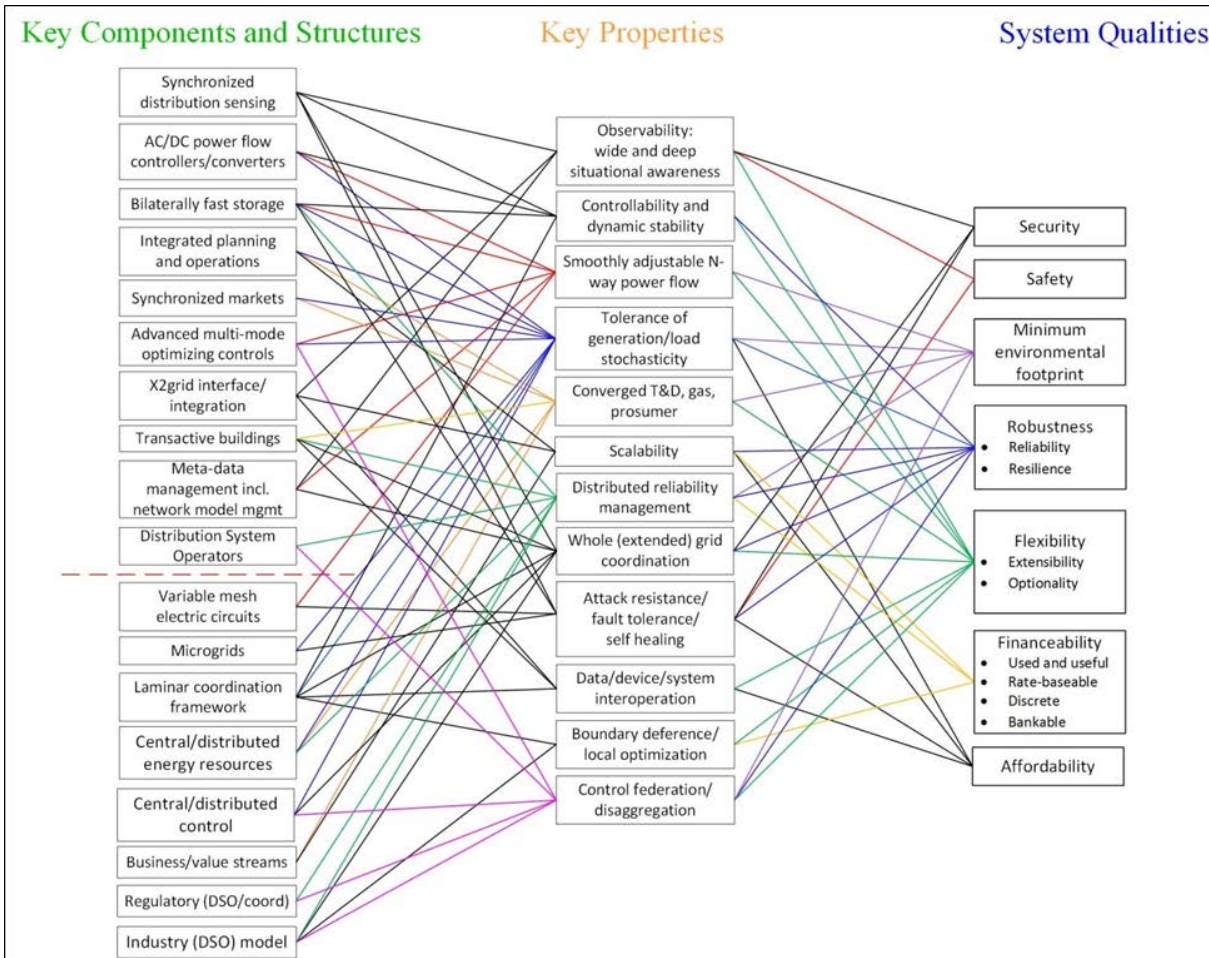 Key Components and Structures
Key Properties
System Qualities
Synchronized
distribution sensing
AC/DC power flow
controllers/converters
Bilaterally fast storage
Integrated planning
and operations
Synchronized markets
Advanced multi-mode
optimizing controls
X2grid interface/
integration
Transactive buildings
Meta-data
management incl.
network model mgmt
Distribution System
Operators
Variable mesh
electric circuits
Microgrids
Laminar coordination
framework
Central/distributed
energy resources
Central/distributed
control
Business/value streams
Regulatory (DSO/coord)
Industry (DSO) model
Observability:
wide and deep
situational awareness
Controllability and
dynamic stability
Smoothly adjustable N-
way power flow
Tolerance of
generation/load
stochasticity
Converged T&D, gas,
prosumer
Scalability
Distributed reliability
management
Whole (extended) grid
coordination
Attack resistance/
fault tolerance/
self healing
Data/device/system
interoperation
Boundary deference/
local optimization
Control federation/
disaggregation
Security
Safety
Minimum
environmental
footprint
Robustness
• Reliability
• Resilience
Flexibility
• Extensibility
• Optionality
Financeability
• Used and useful
• Rate-baseable
• Discrete
• Bankable
Affordability